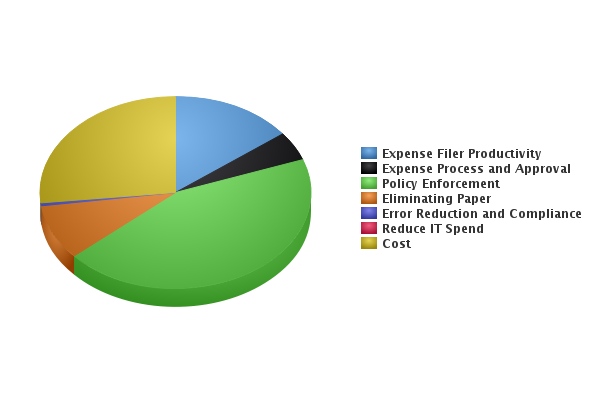 Expense Filer Productivity
Expense Process and Approval
Policy Enforcement
Eliminating Paper
Error Reduction and Compliance
Reduce IT Spend
Cost